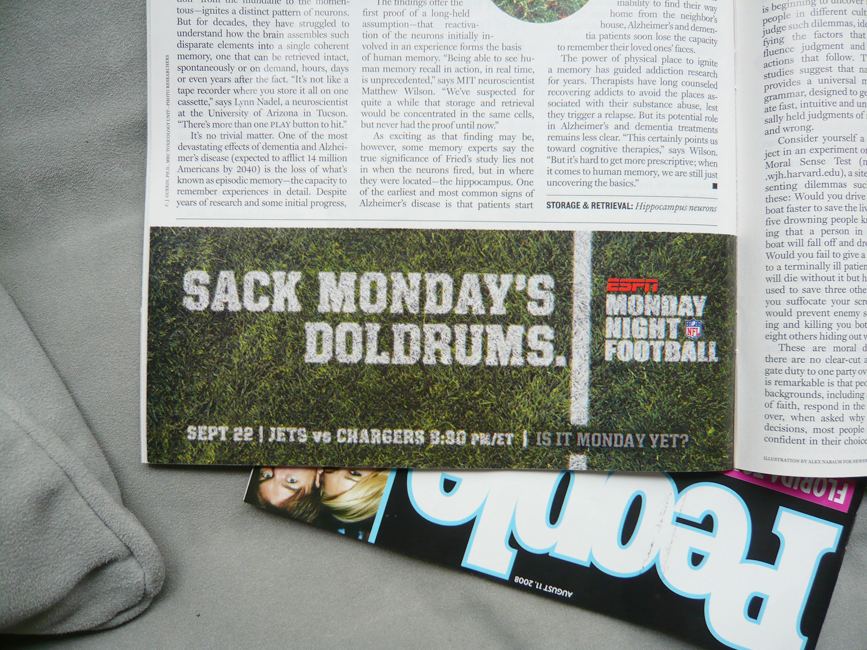 tion from the mundane to the momen-
tous—ignites a distinct pattern of neurons.
But for decades, they have struggled to
understand how the brain assembles such
disparate elements into a single coherent
memory, one that can be retrieved intact,
spontaneously or on demand, hours, days
or even years after the fact. “It’s not like a
tape recorder where you store it all on one
cassette,” says Lynn Nadel, a neuroscientist
at the University of Arizona in Tucson.
“There’s more than one PLAY button to hit.”
It’s no trivial matter. One of the most
devastating effects of dementia and Alzhei-
mer’s disease (expected to afflict 14 million
Americans by 2040) is the loss of what’s
known as episodic memory—the capacity to
remember experiences in detail. Despite
years of research and some initial progress,
The findings offer the
first proof of a long-held
assumption—that reactiva-
tion of the neurons initially in-
volved in an experience forms the basis
of human memory. “Being able to see hu-
man memory recall in action, in real time,
is unprecedented,” says MIT neuroscientist
Matthew Wilson. “We’ve suspected for
quite a while that storage and retrieval
would be concentrated in the same cells,
but never had the proof until now.”
As exciting as that finding may be,
however, some memory experts say the
true significance of Fried’s study lies not
in when the neurons fired, but in where
they were located—the hippocampus. One
of the earliest and most common signs of
Alzheimer’s disease is that patients start
inability to find their way
home from the neighbor’s
house, Alzheimer’s and demen-
tia patients soon lose the capacity
to remember their loved ones’ faces.
The power of physical place to ignite
a memory has guided addiction research
for years. Therapists have long counseled
recovering addicts to avoid the places as-
sociated with their substance abuse, lest
they trigger a relapse. But its potential role
in Alzheimer’s and dementia treatments
remains less clear. “This certainly points us
toward cognitive therapies,” says Wilson.
“But it’s hard to get more prescriptive; when
it comes to human memory, we are still just
uncovering the basics.”
STORAGE & RETRIEVAL: Hippocampus neurons
is beginning to uncover
people in different cult
judge such dilemmas, id
fying the factors that
fluence judgment and
actions that follow. T
studies suggest that na
provides a universal m
grammar, designed to ge
ate fast, intuitive and un
sally held judgments of
and wrong.
Consider yourself a
ject in an experiment o
Moral Sense Test (m
.wjh.harvard.edu), a site
senting dilemmas suc
these: Would you drive
boat faster to save the liv
five drowning people k
ing that a person in
boat will fall off and dr
Would you fail to give a
to a terminally ill patien
will die without it but h
used to save three othe
you suffocate your scr
would prevent enemy s
ing and killing you bot
eight others hiding out w
These are moral d
there are no clear-cut a
gate duty to one party ov
is remarkable is that peo
backgrounds, including
of faith, respond in the
over, when asked why
decisions, most people
confident in their choic
SACK MONDAY'S
DOLDRUMS.
ESPN
MONDAY
NIGHT
NFL
FOOTBALL
SEPT 22 | JETS vs CHARGERS 8:30 PM/ET | IS IT MONDAY YET?
FLORIDA
People
AUGUST 11, 2008